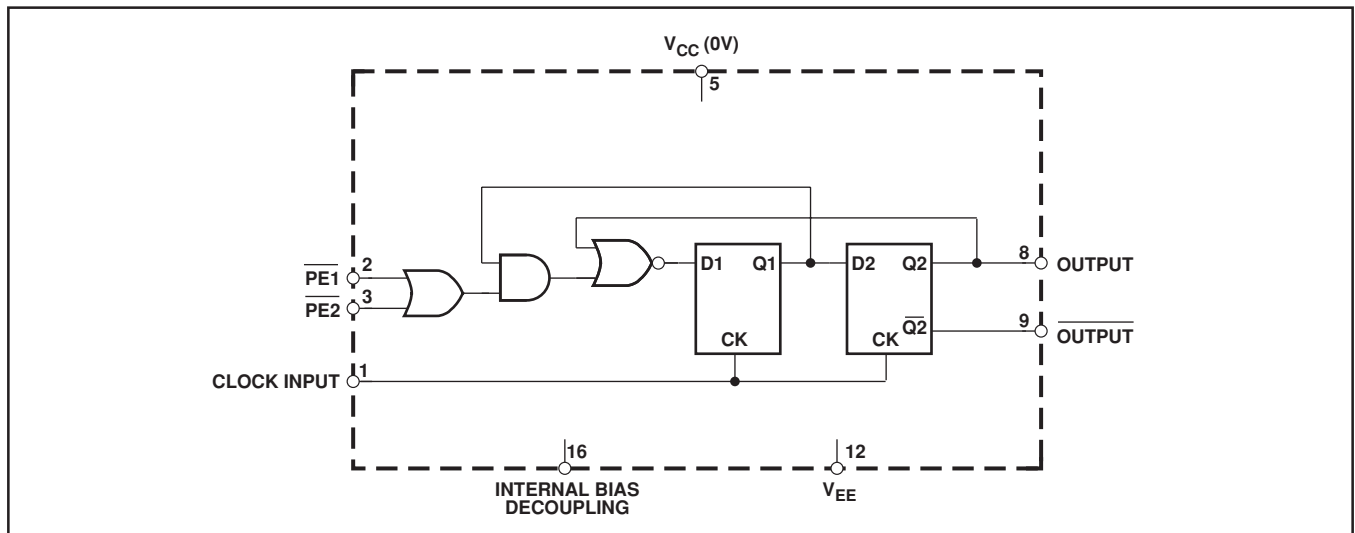 VCC (0V)
5
PE1
2
PE2
3
D1 Q1
D2 Q2
8 OUTPUT
Q2
9 OUTPUT
CK
CK
CLOCK INPUT 1
16
12
INTERNAL BIAS
DECOUPLING
VEE